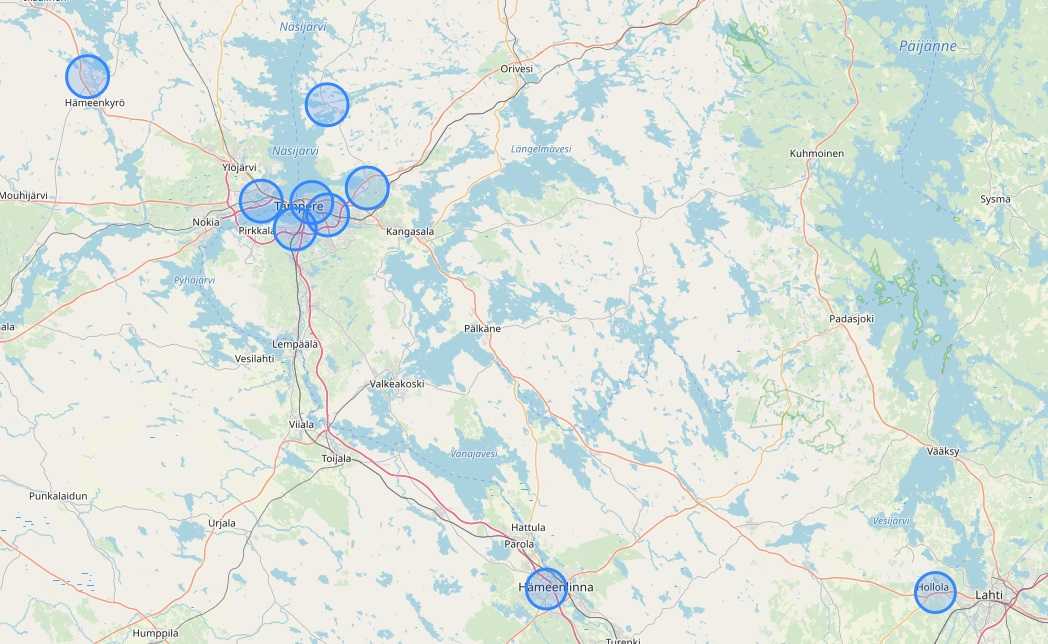 Näsijärvi
Päijänne
Orivesi
Hämeenkyrö
Längelmävesi
Näsijärvi
Kuhmoinen
Ylöjärvi
Mouhijärvi
Sysmä
Tampere
Nokia
Pirkkala
Kangasala
Pyhäjärvi
Padasjoki
ala
Pälkäne
Lempäälä
Vesilahti
Valkeakoski
Viiala
Vääksy
Vanajavesi
Toijala
Punkalaidun
Vesijärvi
Urjala
Hattula
Parola
Hämeenlinna
Hollola
Lahti
Humppila
Turenki